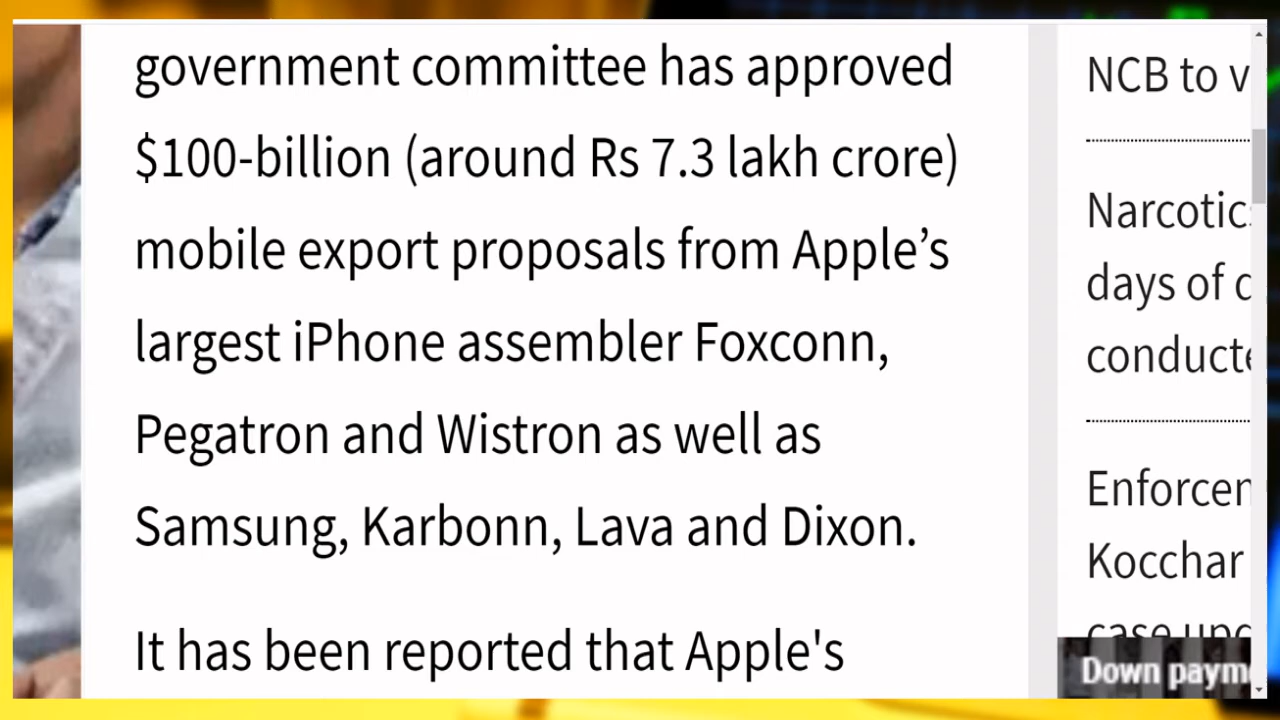 government committee has approved
$100-billion (around Rs 7.3 lakh crore)
mobile export proposals from Apple’s
largest iPhone assembler Foxconn,
Pegatron and Wistron as well as
Samsung, Karbonn, Lava and Dixon.
It has been reported that Apple's
NCB to
days of
Kocchar
Down